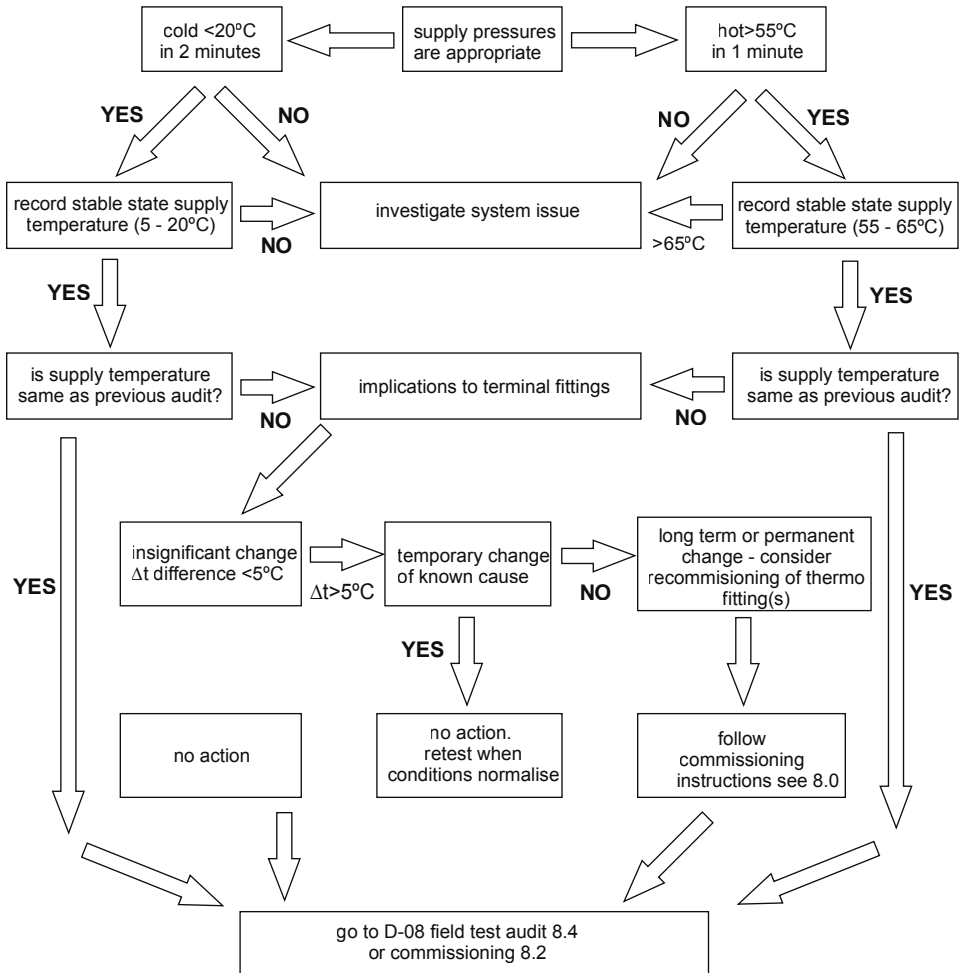 cold <20ºC
in 2 minutes
supply pressures
are appropriate
hot>55ºC
in 1 minute
YES
NO
NO
YES
record stable state supply
temperature (5 - 20ºC)
NO
investigate system issue
>65ºC
record stable state supply
temperature (55 - 65ºC)
YES
YES
is supply temperature
same as previous audit?
NO
implications to terminal fittings
NO
is supply temperature
same as previous audit?
insignificant change
Δt difference <5ºC
Δt>5ºC
temporary change
of known cause
NO
long term or permanent
change - consider
recommisioning of thermo
fitting(s)
YES
YES
YES
no action
no action.
retest when
conditions normalise
follow
commissioning
instructions see 8.0
go to D-08 field test audit 8.4
or commissioning 8.2